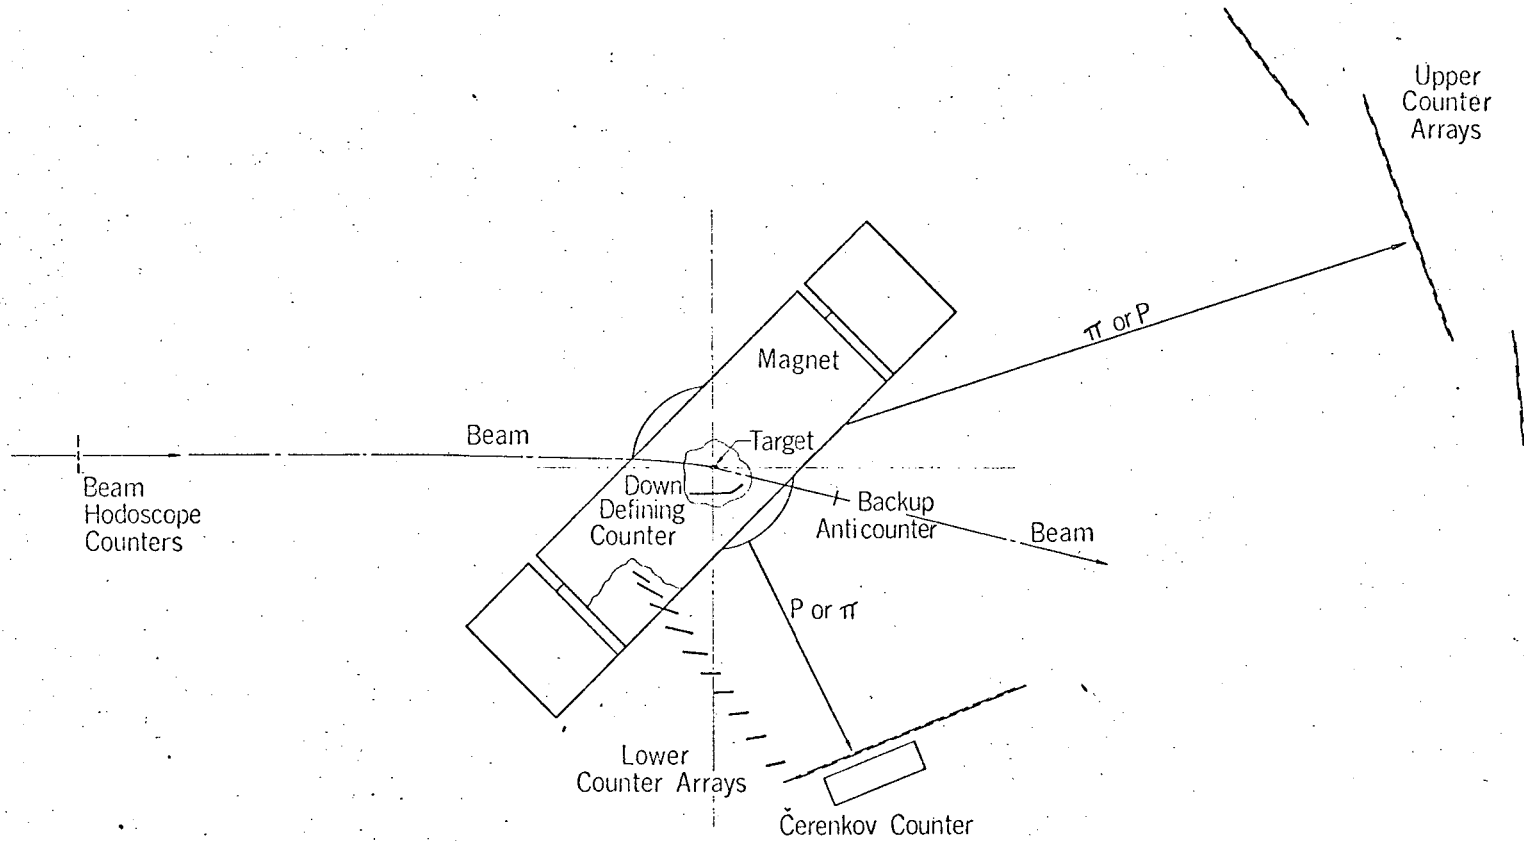 Upper
Counter
Arrays
π or P
Magnet
Beam
Target
Beam
Hodoscope
Counters
Down
Defining
Counter
Backup
Anticounter
Beam
P or π
Lower
Counter Arrays
Čerenkov Counter